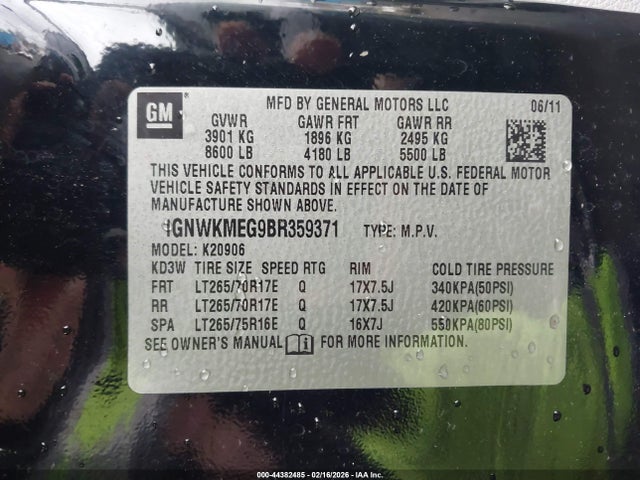 GM
MFD BY GENERAL MOTORS LLC 06/11
GVWR GAWR FRT GAWR RR
3901 KG 1896 KG 2495 KG
8600 LB 4180 LB 5500 LB
THIS VEHICLE CONFORMS TO ALL APPLICABLE U.S. FEDERAL MOTOR
VEHICLE SAFETY STANDARDS IN EFFECT ON THE DATE OF
MANUFACTURE SHOWN ABOVE.
1GNWKMEG9BR359371 TYPE: M.P.V.
MODEL: K20906
KD3W TIRE SIZE SPEED RTG RIM COLD TIRE PRESSURE
FRT LT265/70R17E Q 17X7.5J 340KPA(50PSI)
RR LT265/70R17E Q 17X7.5J 420KPA(60PSI)
SPA LT265/75R16E Q 16X7J 550KPA(80PSI)
SEE OWNER'S MANUAL FOR MORE INFORMATION.
000-44382485 - 02/16/2026 - IAA Inc.